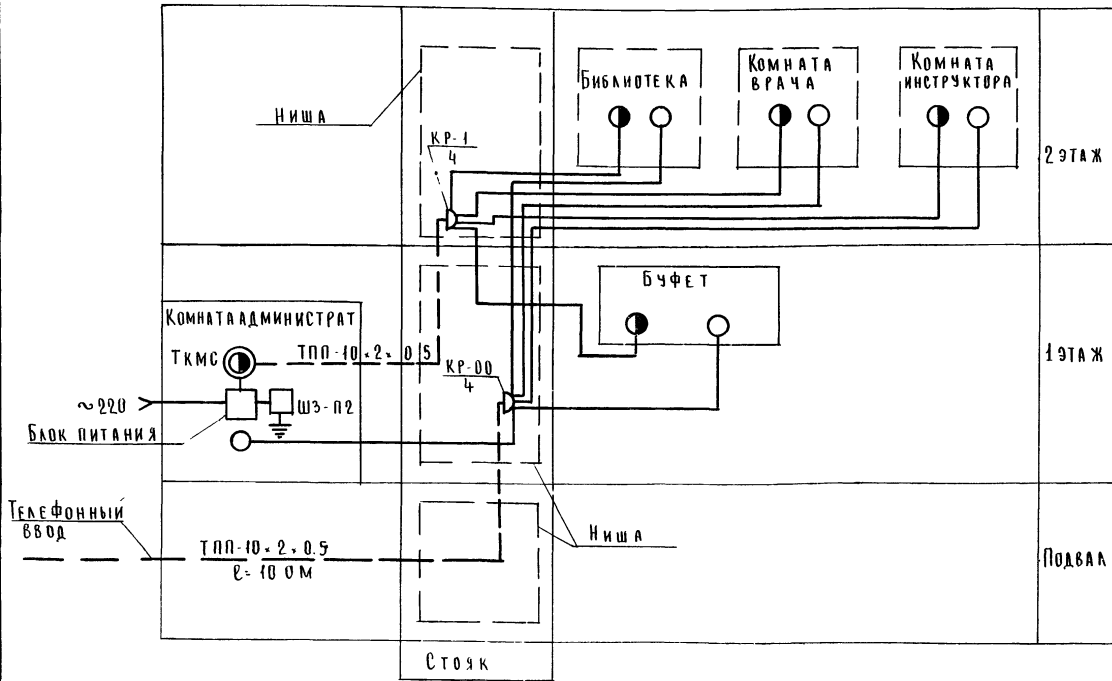 Ниша
КР-1
4
Библиотека
Комната
врача
Комната
инструктора
2 этаж
Комната администрат
ТКМС
ТПП-10×2×0.5
~220
ШЗ-П2
Блок питания
КР-00
4
Буфет
1 этаж
Телефонный
ввод
ТПП-10×2×0.5
ℓ=10 0м
Ниша
Подвал
Стояк